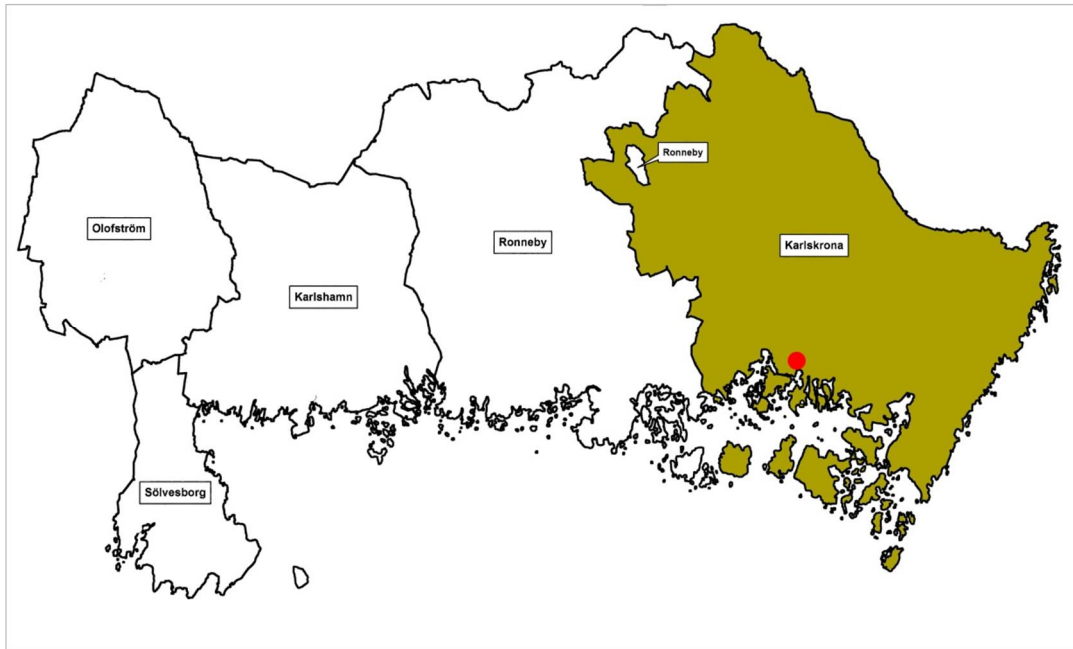 Ronneby
Olofström
Ronneby
Karlskrona
Karlshamn
Sölvesborg